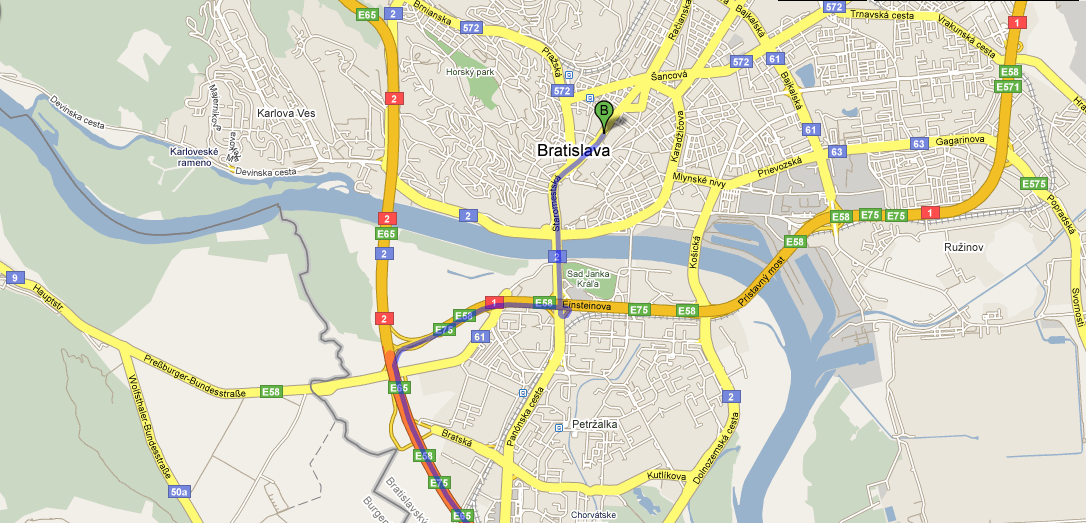 E65
2
Brnianska
572
Pražská
Horský park
572
Račianska
Bajkalská
572
Trnavská cesta
Vrakunská cesta
1
572
61
Šancová
Bajkalská
E58
E571
2
Devínska cesta
Majerníkova
Karlova Ves
Karloveské
rameno
Devínska cesta
B
Bratislava
Karadžičova
61
63
63
Gagarinova
Prievozská
Mlynské nivy
E575
Popradská
Staromestská
2
2
E65
2
2
Košická
E58
E75
E75
1
E58
Ružinov
Prístavný most
Sad Janka
Kráľa
9
Hauptstr
1
E58
Einsteinova
E75
E58
E58
E75
2
61
Svornosti
Preßburger-Bundesstraße
E58
E65
Wolfsthaler-Bundesstraße
Panónska cesta
2
Petržalka
Bratská
Dolnozemská cesta
E58
E75
Kutlíkova
50a
E65
Bratislavský
Burgen
Chorvátske